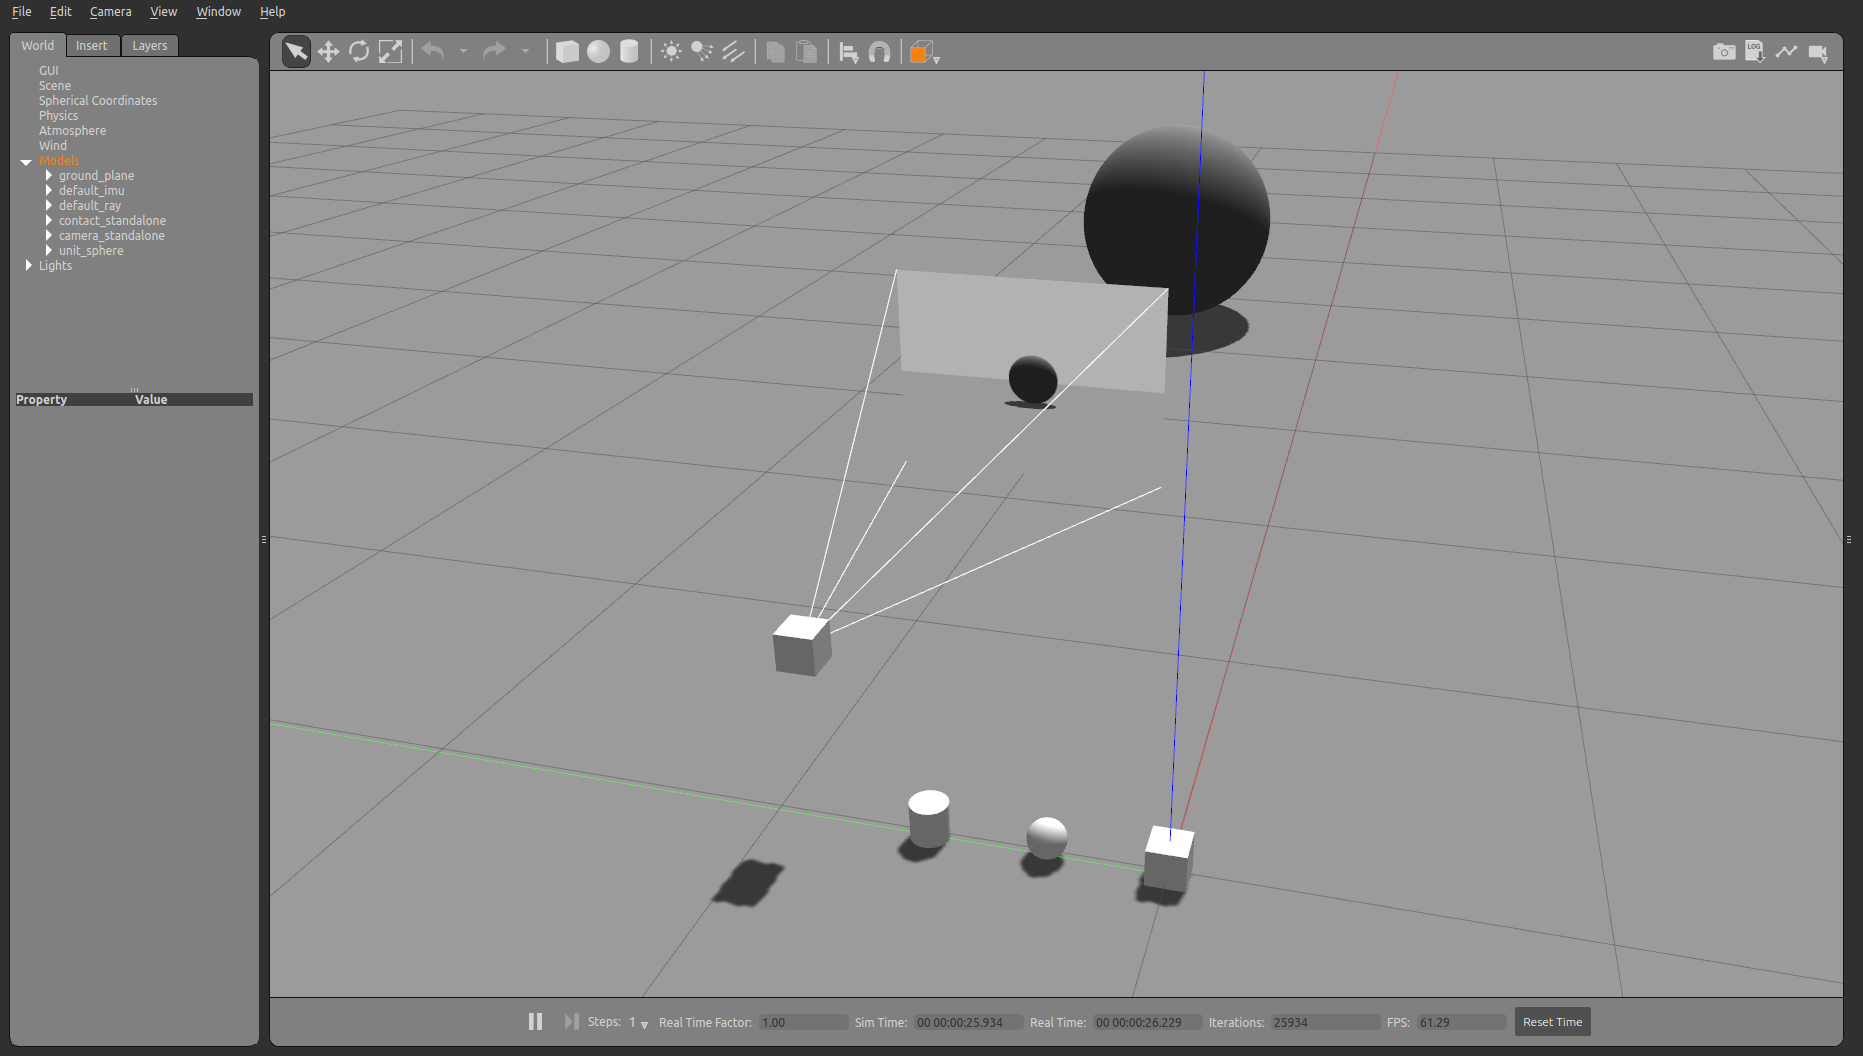 File Edit Camera View Window Help
World Insert Layers
LOG
GUI
Scene
Spherical Coordinates
Physics
Atmosphere
Wind
Models
ground_plane
default_imu
default_ray
contact_standalone
camera_standalone
unit_sphere
Lights
Property Value
Steps: 1 Real Time Factor: 1.00 Sim Time: 00 00:00:25.934 Real Time: 00 00:00:26.229 Iterations: 25934 FPS: 61.29 Reset Time